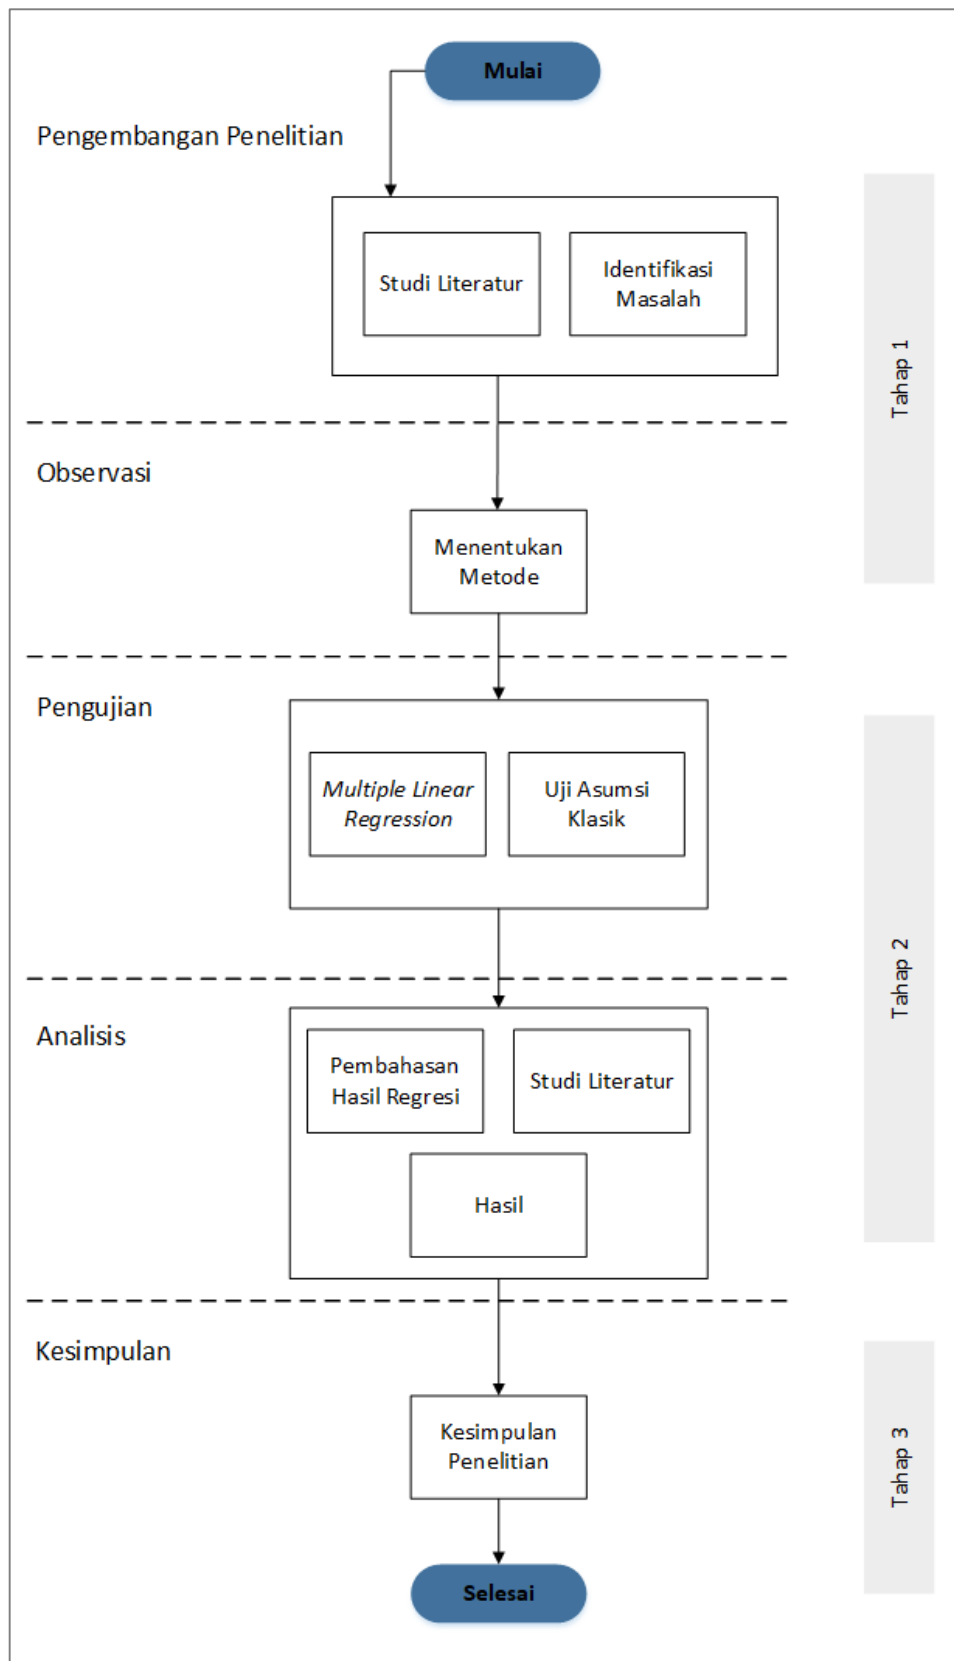 Mulai
Pengembangan Penelitian
Studi Literatur
Identifikasi
Masalah
Tahap 1
Observasi
Menentukan
Metode
Pengujian
Multiple Linear
Regression
Uji Asumsi
Klasik
Tahap 2
Analisis
Pembahasan
Hasil Regresi
Studi Literatur
Hasil
Kesimpulan
Kesimpulan
Penelitian
Tahap 3
Selesai